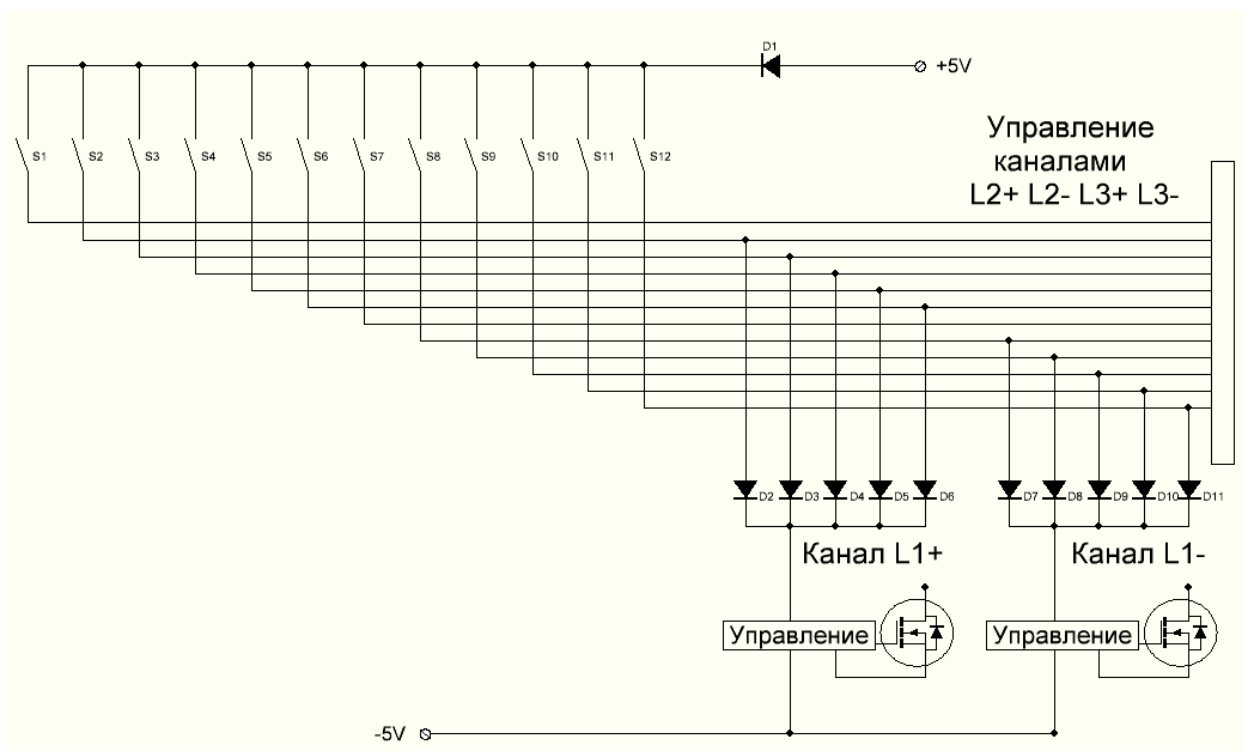 D1
+5V
Управление
каналами
L2+ L2- L3+ L3-
S1
S2
S3
S4
S5
S6
S7
S8
S9
S10
S11
S12
D2
D3
D4
D5
D6
D7
D8
D9
D10
D11
Канал L1+
Канал L1-
Управление
Управление
-5V